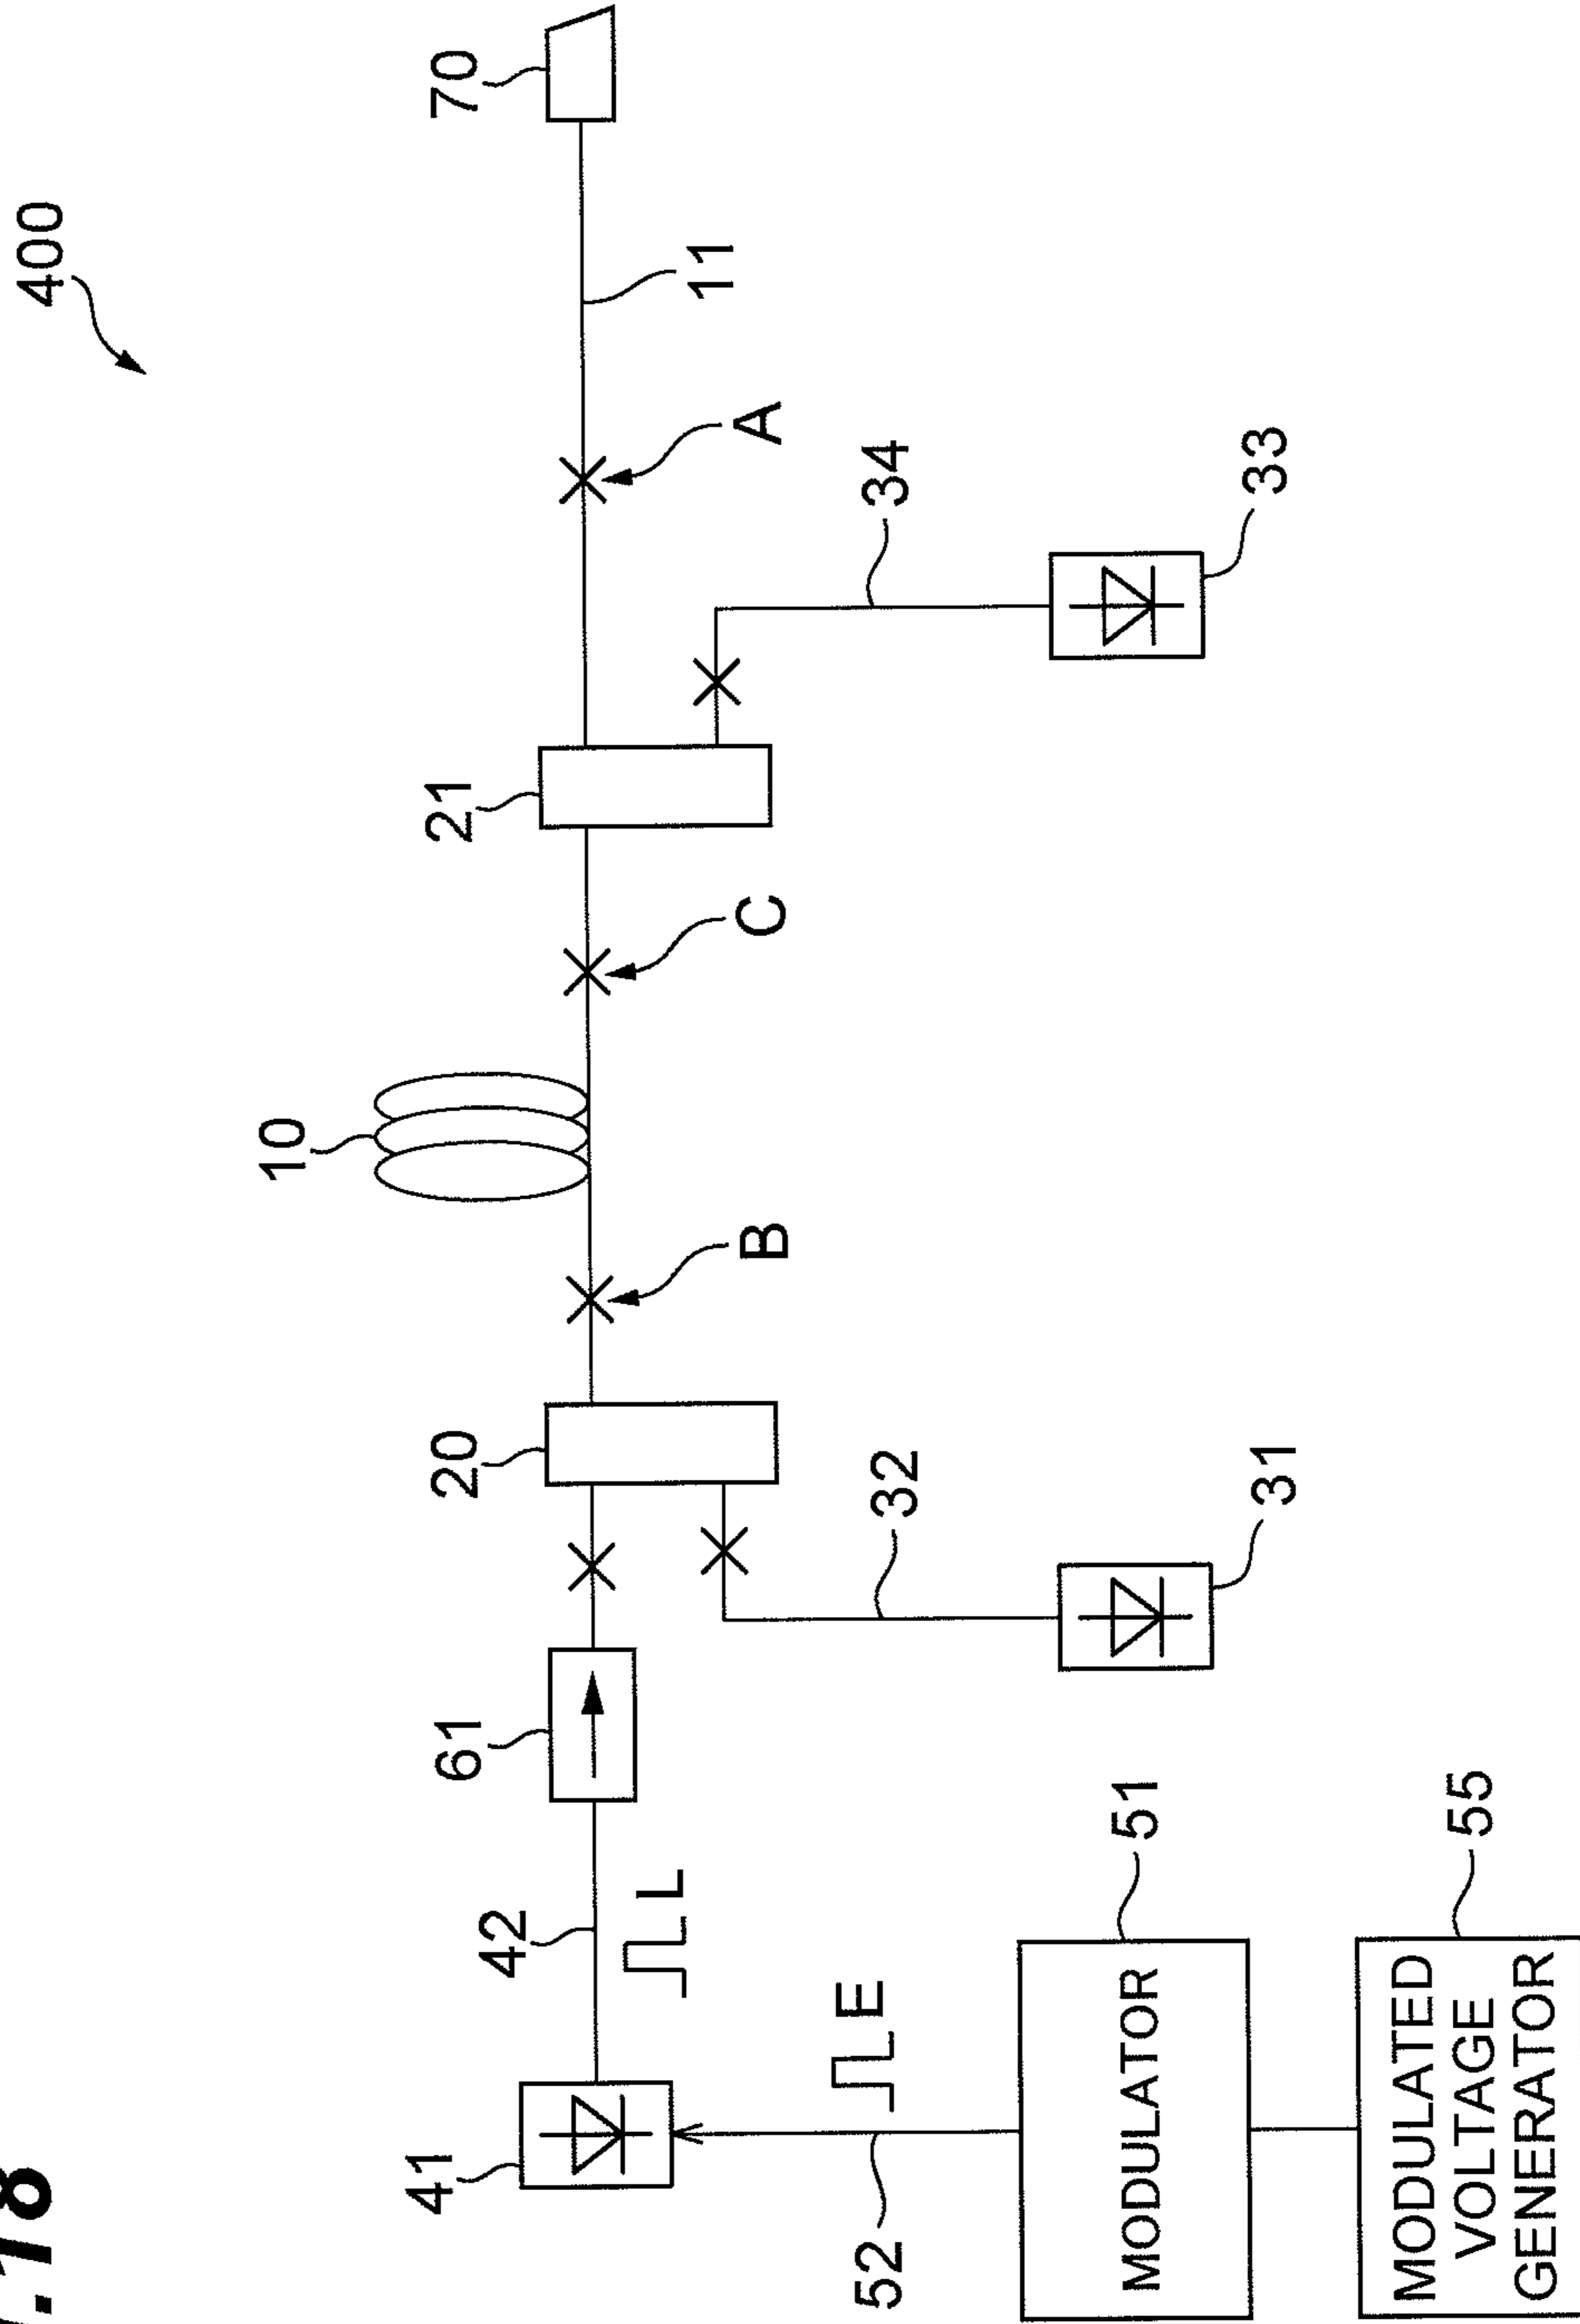 .18
400
10
41
61
20
21
70
42
L
11
B
C
A
E
52
32
34
51
MODULATOR
31
33
55
MODULATED
VOLTAGE
GENERATOR